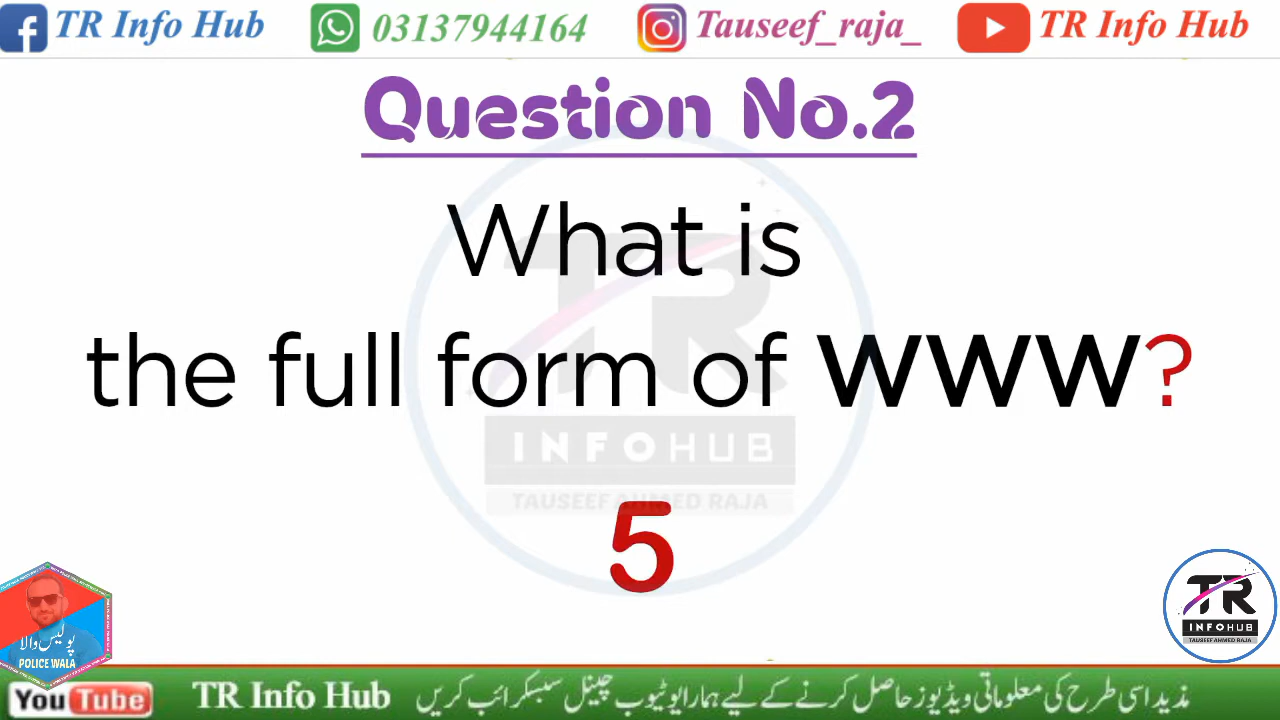 TR Info Hub
03137944164
Tauseef_raja_
TR Info Hub
Question No.2
What is
the full form of WWW?
TR
INFOHUB
TAUSEEF AHMED RAJA
5
پولیس والا
POLICE WALA
TR
INFOHUB
TAUSEEF AHMED RAJA
YouTube
TR Info Hub
مزید اسی طرح کی معلوماتی ویڈیوز حاصل کرنے کے لیے ہمارا یوٹیوب چینل سبسکرائب کریں